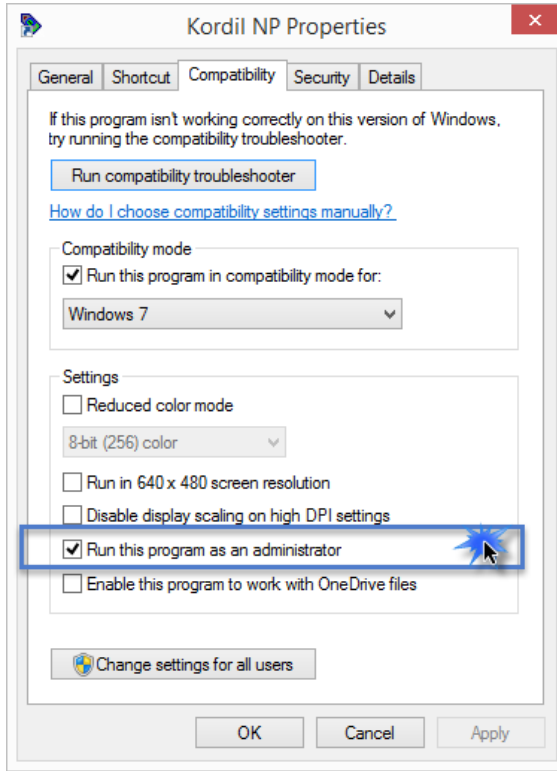 Kordil NP Properties
General Shortcut Compatibility Security Details
If this program isn't working correctly on this version of Windows,
try running the compatibility troubleshooter.
Run compatibility troubleshooter
How do I choose compatibility settings manually?
Compatibility mode
Run this program in compatibility mode for:
Windows 7
Settings
Reduced color mode
8-bit (256) color
Run in 640 x 480 screen resolution
Disable display scaling on high DPI settings
Run this program as an administrator
Enable this program to work with OneDrive files
Change settings for all users
OK Cancel Apply